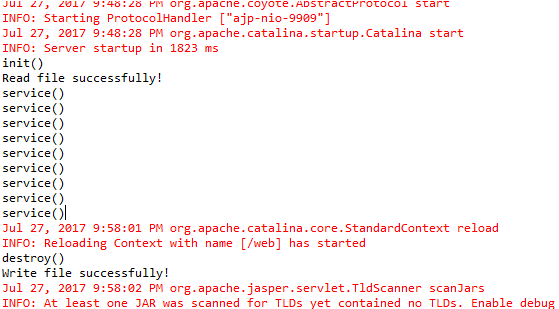 Jul 27, 2017 9:48:28 PM org.apache.coyote.AbstractProtocol start
INFO: Starting ProtocolHandler ["ajp-nio-9909"]
Jul 27, 2017 9:48:28 PM org.apache.catalina.startup.Catalina start
INFO: Server startup in 1823 ms
init()
Read file successfully!
service()
service()
service()
service()
service()
service()
service()
service()
service()
Jul 27, 2017 9:58:01 PM org.apache.catalina.core.StandardContext reload
INFO: Reloading Context with name [/web] has started
destroy()
Write file successfully!
Jul 27, 2017 9:58:02 PM org.apache.jasper.servlet.TldScanner scanJars
INFO: At least one JAR was scanned for TLDs yet contained no TLDs. Enable debug